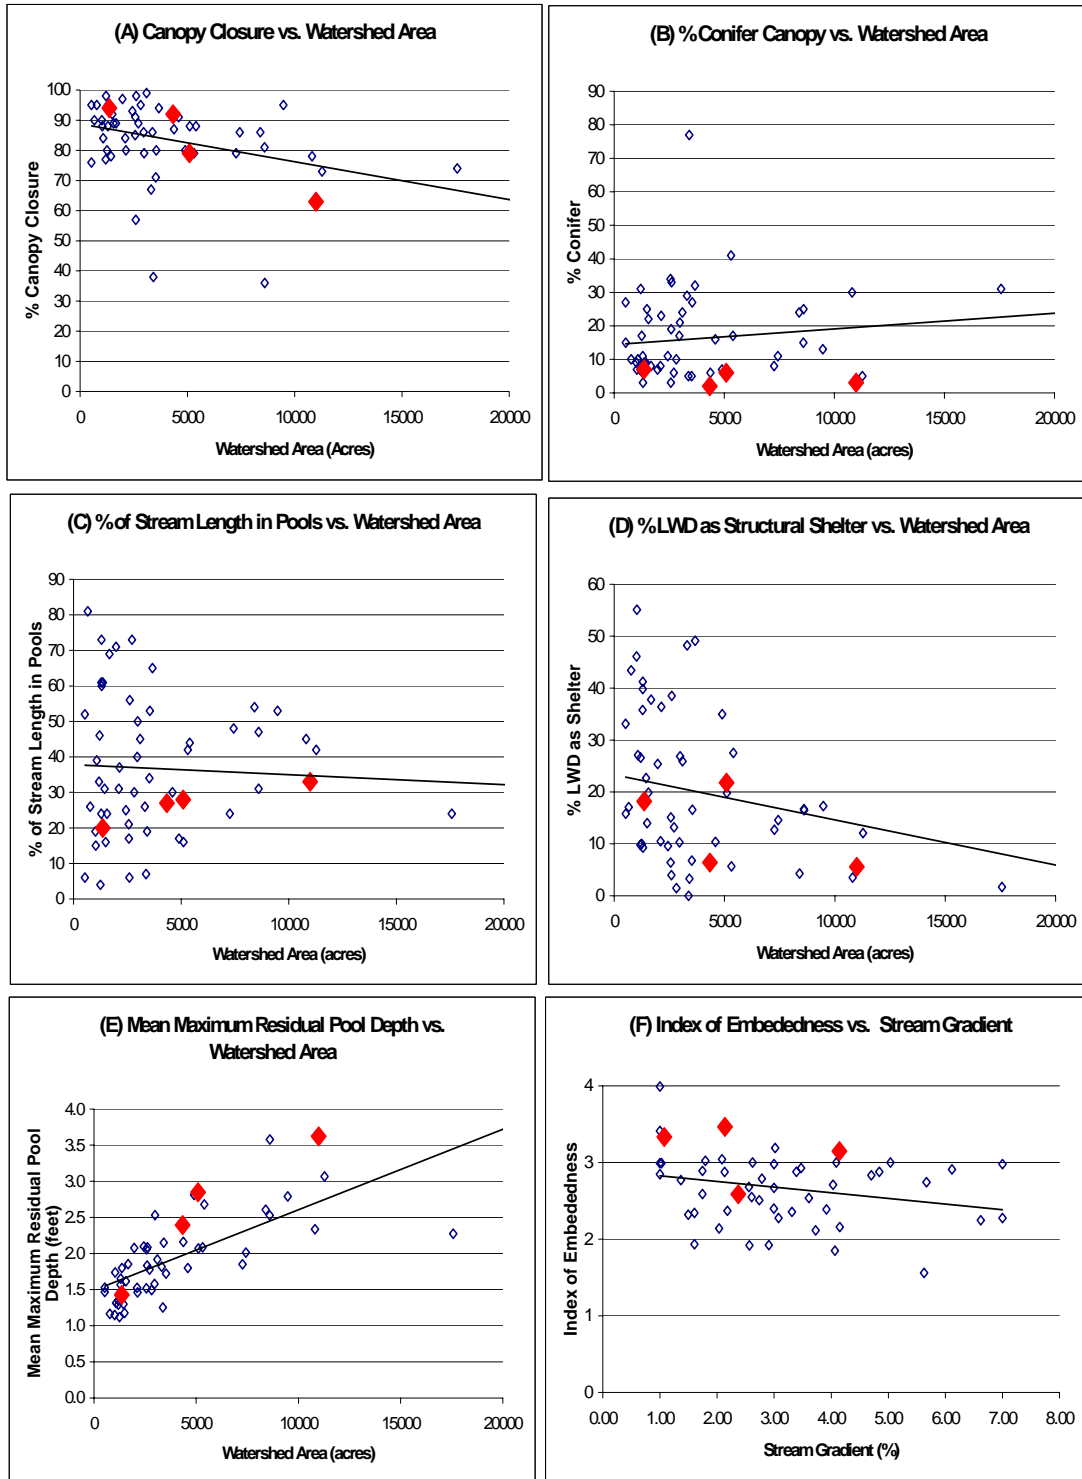 (A) Canopy Closure vs. Watershed Area
% Canopy Closure
100
90
80
70
60
50
40
30
20
10
0
0 5000 10000 15000 20000
Watershed Area (Acres)
(B) % Conifer Canopy vs. Watershed Area
% Conifer
100
90
80
70
60
50
40
30
20
10
0
0 5000 10000 15000 20000
Watershed Area (acres)
(C) % of Stream Length in Pools vs. Watershed Area
% of Stream Length in Pools
90
80
70
60
50
40
30
20
10
0
0 5000 10000 15000 20000
Watershed Area (acres)
(D) % LWD as Structural Shelter vs. Watershed Area
% LWD as Shelter
60
50
40
30
20
10
0
0 5000 10000 15000 20000
Watershed Area (acres)
(E) Mean Maximum Residual Pool Depth vs.
Watershed Area
Mean Maximum Residual Pool
Depth (feet)
4.0
3.5
3.0
2.5
2.0
1.5
1.0
0.5
0.0
0 5000 10000 15000 20000
Watershed Area (acres)
(F) Index of Embededness vs. Stream Gradient
Index of Embededness
4
3
2
1
0
0.00 1.00 2.00 3.00 4.00 5.00 6.00 7.00 8.00
Stream Gradient (%)